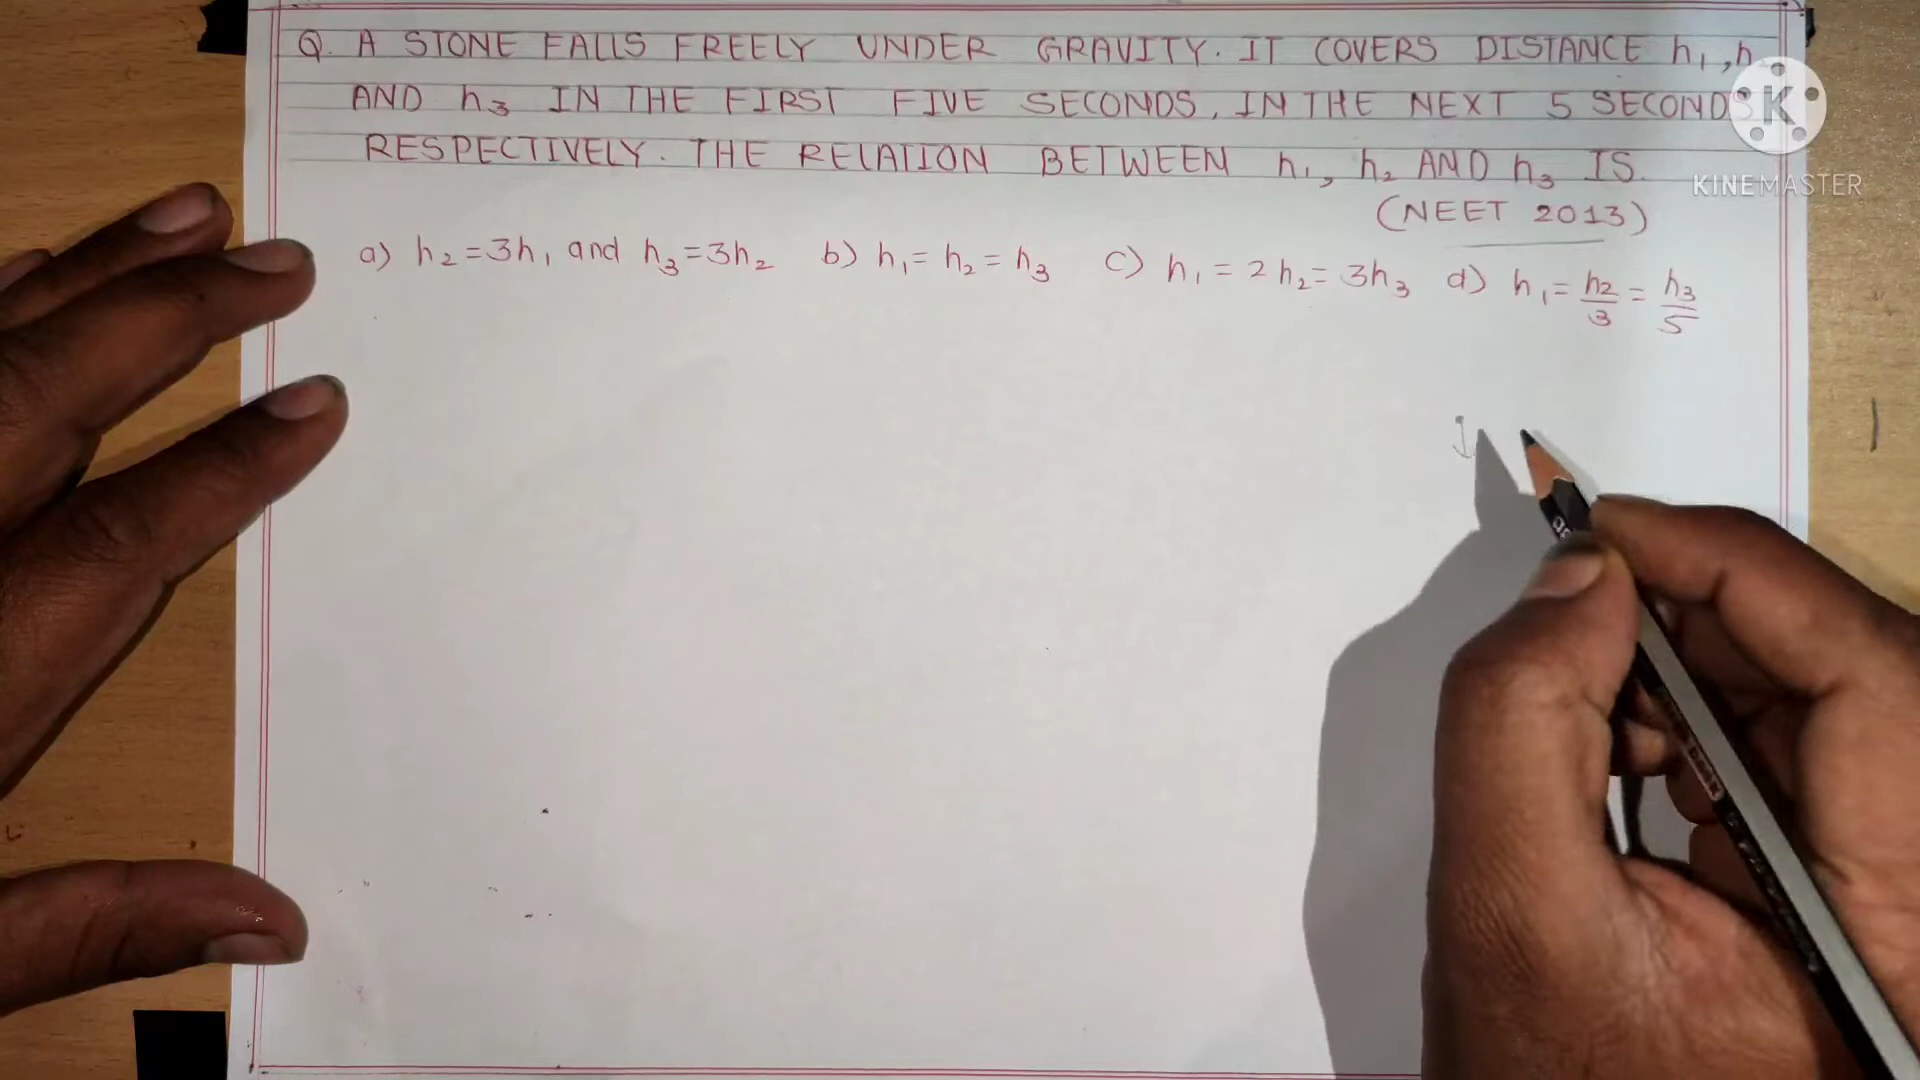 Q. A STONE FALLS FREELY UNDER GRAVITY. IT COVERS DISTANCE h₁, h
AND h₃ IN THE FIRST FIVE SECONDS, IN THE NEXT 5 SECONDS
RESPECTIVELY. THE RELATION BETWEEN h₁, h₂ AND h₃ IS.
(NEET 2013)
a) h₂=3h₁ and h₃=3h₂ b) h₁=h₂=h₃ c) h₁=2h₂=3h₃ d) h₁=h₂/3=h₃/5
K
KINEMASTER